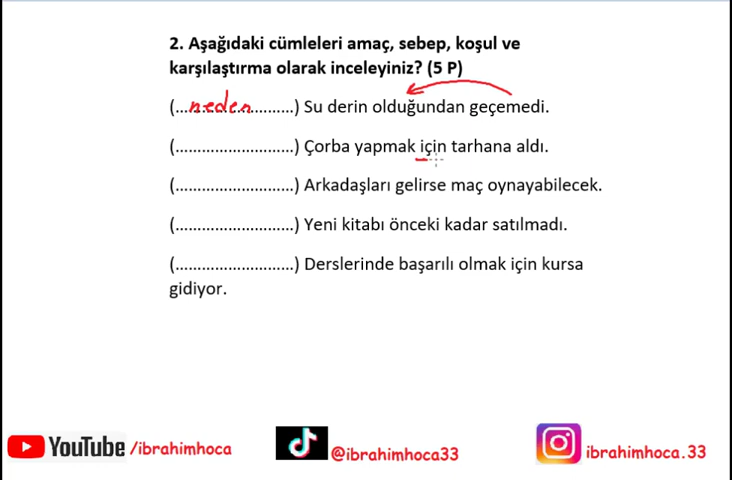 2. Aşağıdaki cümleleri amaç, sebep, koşul ve
karşılaştırma olarak inceleyiniz? (5 P)
(...neden..........) Su derin olduğundan geçemedi.
(...........................) Çorba yapmak için tarhana aldı.
(...........................) Arkadaşları gelirse maç oynayabilecek.
(...........................) Yeni kitabı önceki kadar satılmadı.
(...........................) Derslerinde başarılı olmak için kursa
gidiyor.
YouTube /ibrahimhoca
@ibrahimhoca33
ibrahimhoca.33